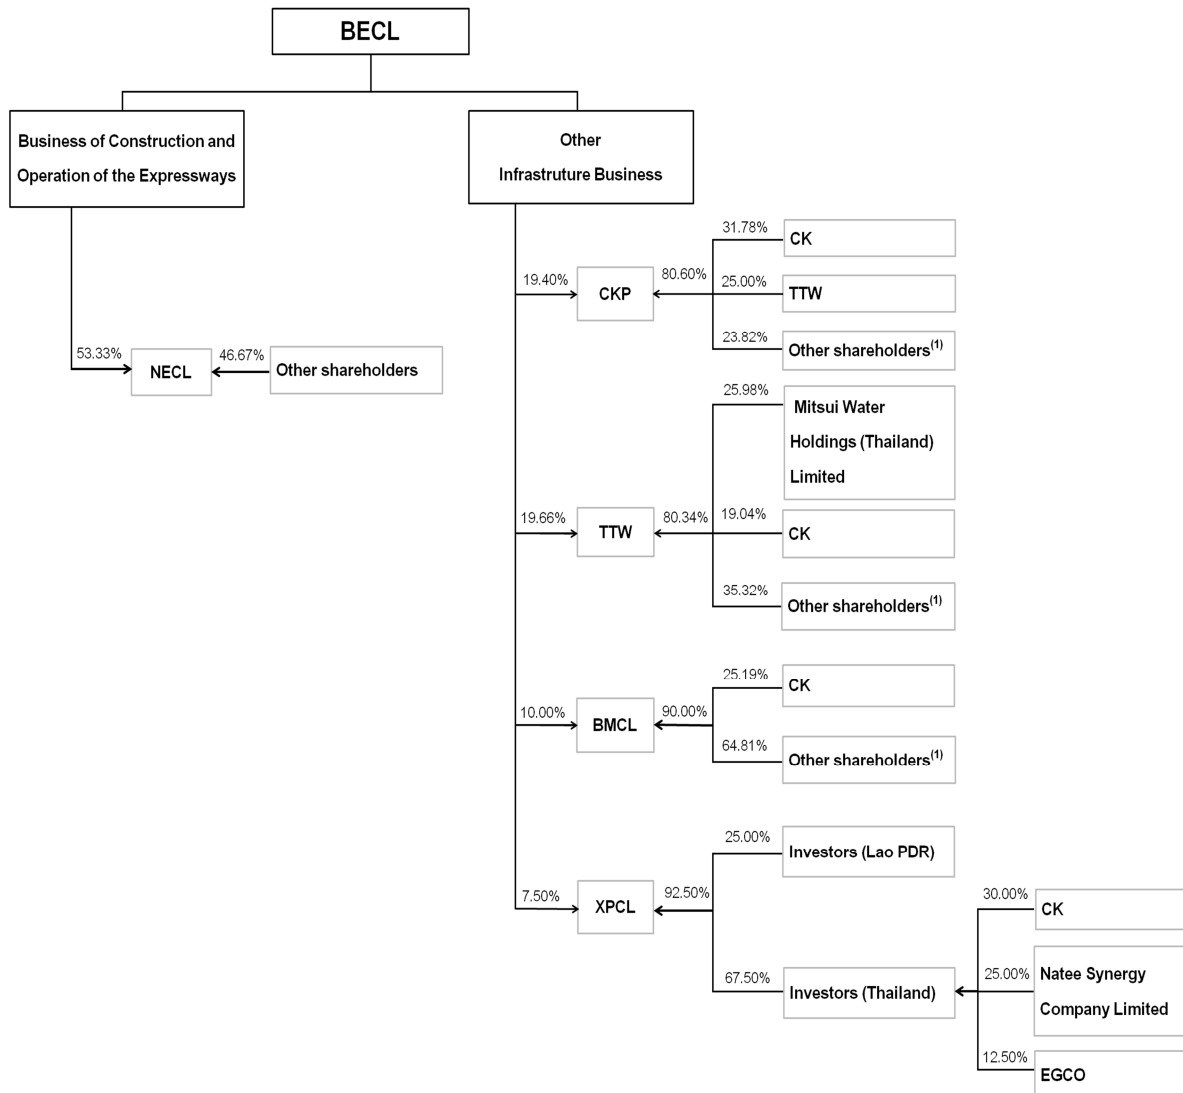 BECL
Business of Construction and
Operation of the Expressways
Other
Infrastruture Business
31.78%
CK
19.40%
CKP
80.60%
25.00%
TTW
23.82%
Other shareholders(1)
53.33%
NECL
46.67%
Other shareholders
25.98%
Mitsui Water
Holdings (Thailand)
Limited
19.66%
TTW
80.34%
19.04%
CK
35.32%
Other shareholders(1)
25.19%
CK
10.00%
BMCL
90.00%
64.81%
Other shareholders(1)
25.00%
Investors (Lao PDR)
7.50%
XPCL
92.50%
30.00%
CK
67.50%
Investors (Thailand)
25.00%
Natee Synergy
Company Limited
12.50%
EGCO